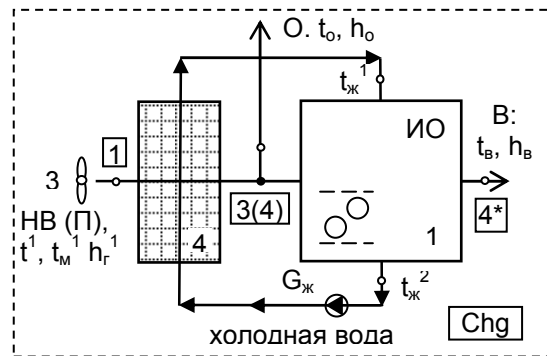 О. tо, hо
tж¹
В:
tв, hв
ИО
1
3
НВ (П),
t¹, tм¹ hг¹
4
3(4)
1
4*
Gж
tж²
холодная вода
Chg